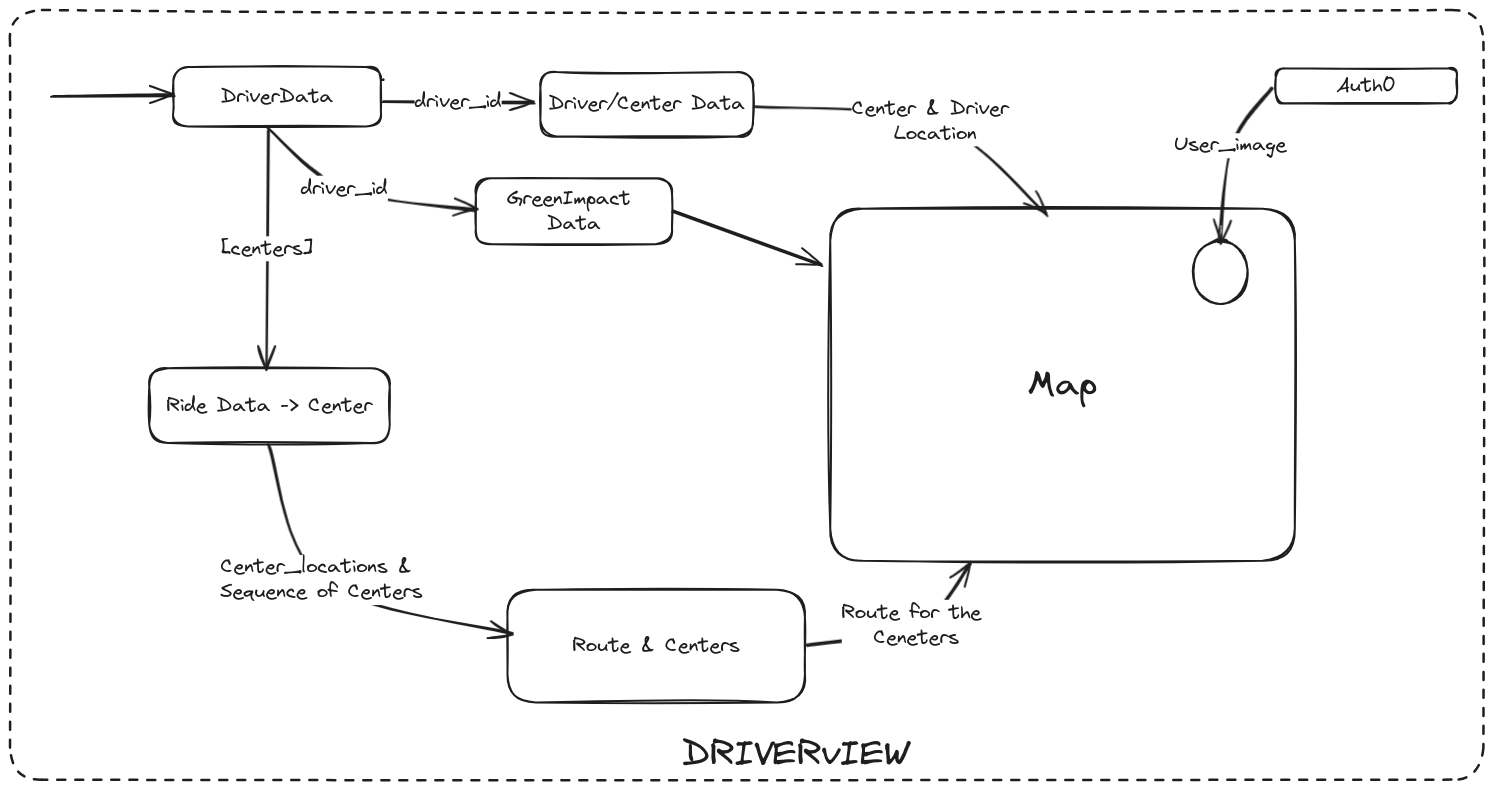 DriverData
driver_id
Driver/Center Data
Center & Driver
Location
Auth0
User_image
driver_id
GreenImpact
Data
[centers]
Map
Ride Data -> Center
Center_locations &
Sequence of Centers
Route & Centers
Route for the
Ceneters
DRIVERVIEW